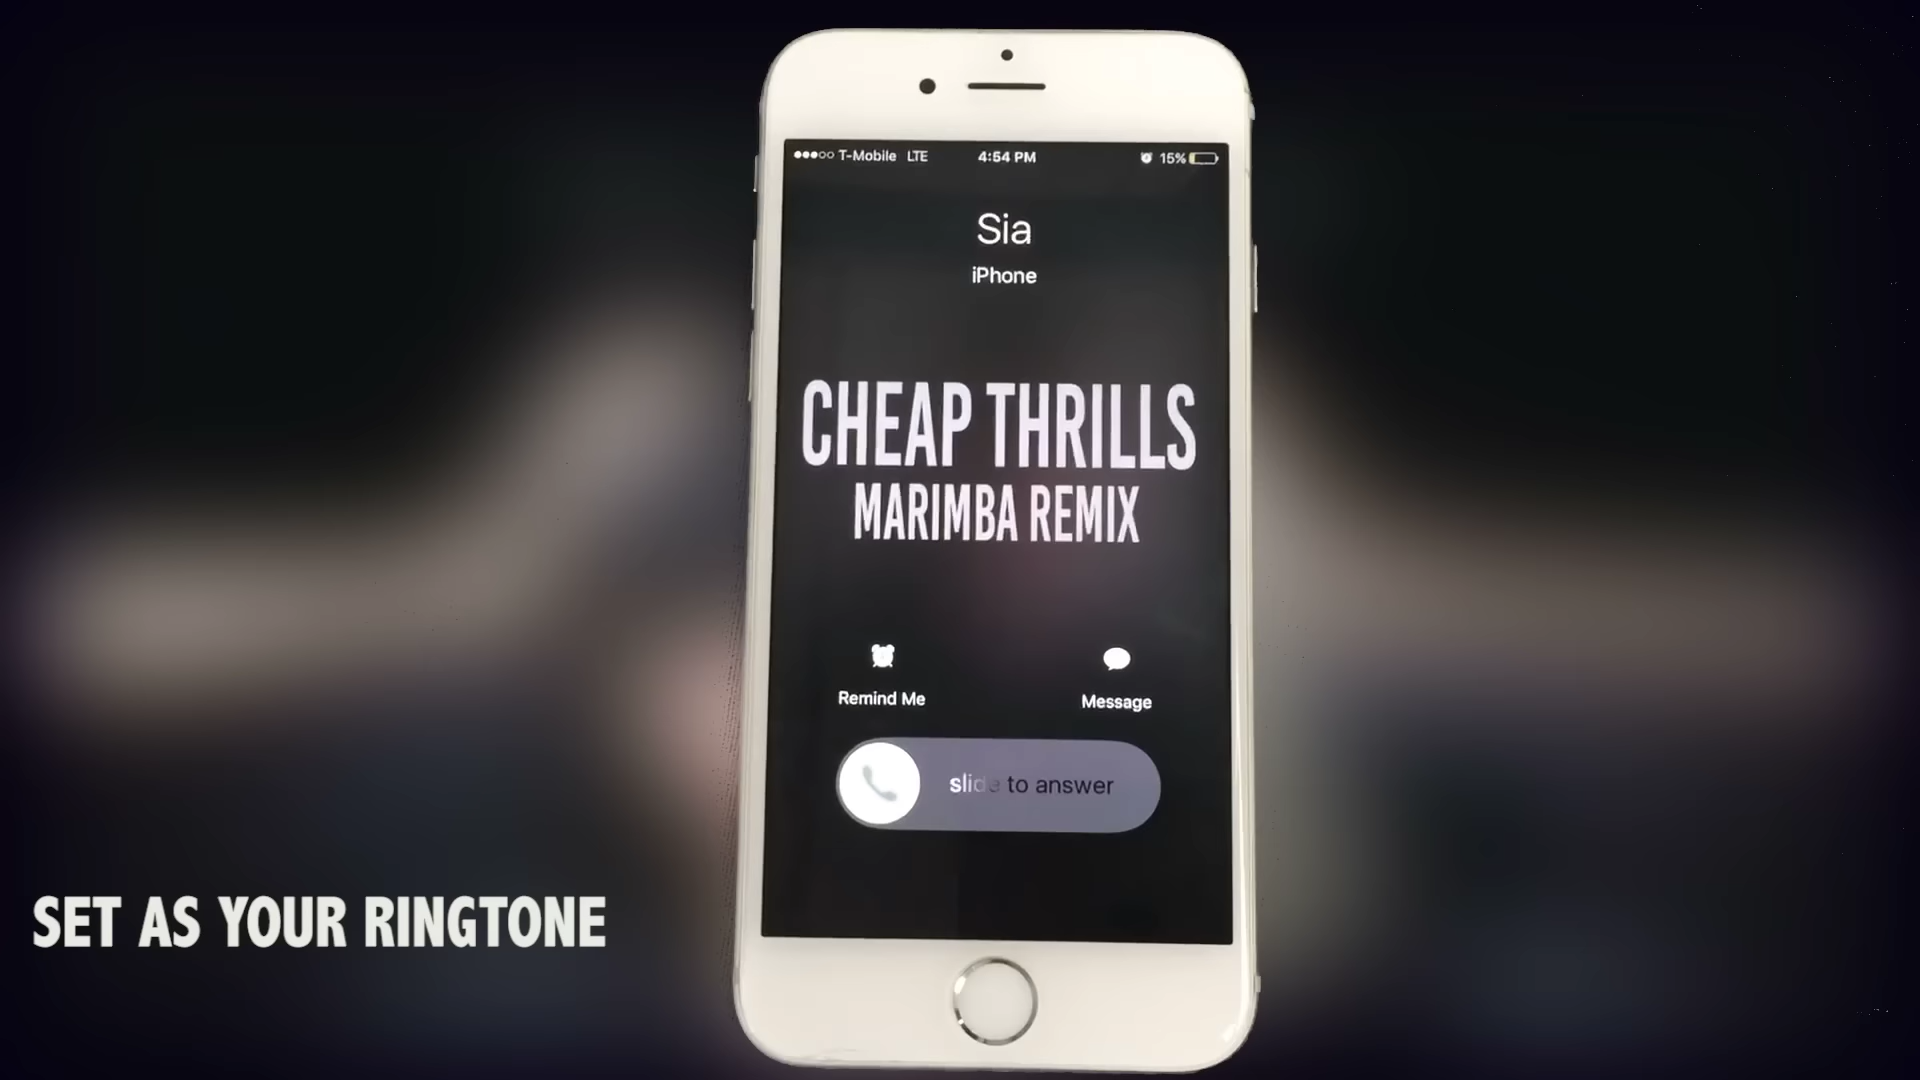 T-Mobile LTE 4:54 PM 15%
Sia
iPhone
CHEAP THRILLS
MARIMBA REMIX
Remind Me Message
slide to answer
SET AS YOUR RINGTONE